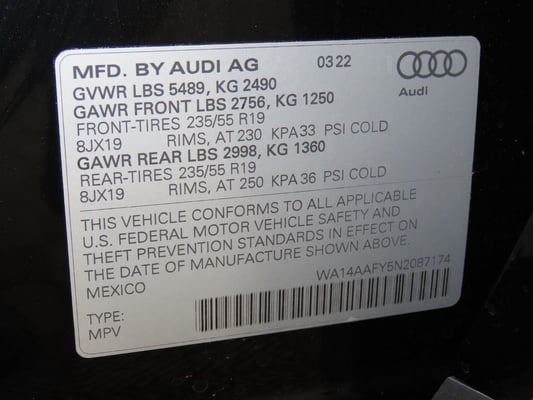 MFD. BY AUDI AG 03 22
GVWR LBS 5489, KG 2490
GAWR FRONT LBS 2756, KG 1250
FRONT-TIRES 235/55 R19
8JX19 RIMS, AT 230 KPA33 PSI COLD
GAWR REAR LBS 2998, KG 1360
REAR-TIRES 235/55 R19
8JX19 RIMS, AT 250 KPA36 PSI COLD
Audi
THIS VEHICLE CONFORMS TO ALL APPLICABLE
U.S. FEDERAL MOTOR VEHICLE SAFETY AND
THEFT PREVENTION STANDARDS IN EFFECT ON
THE DATE OF MANUFACTURE SHOWN ABOVE.
MEXICO WA14AAFY5N2087174
TYPE:
MPV